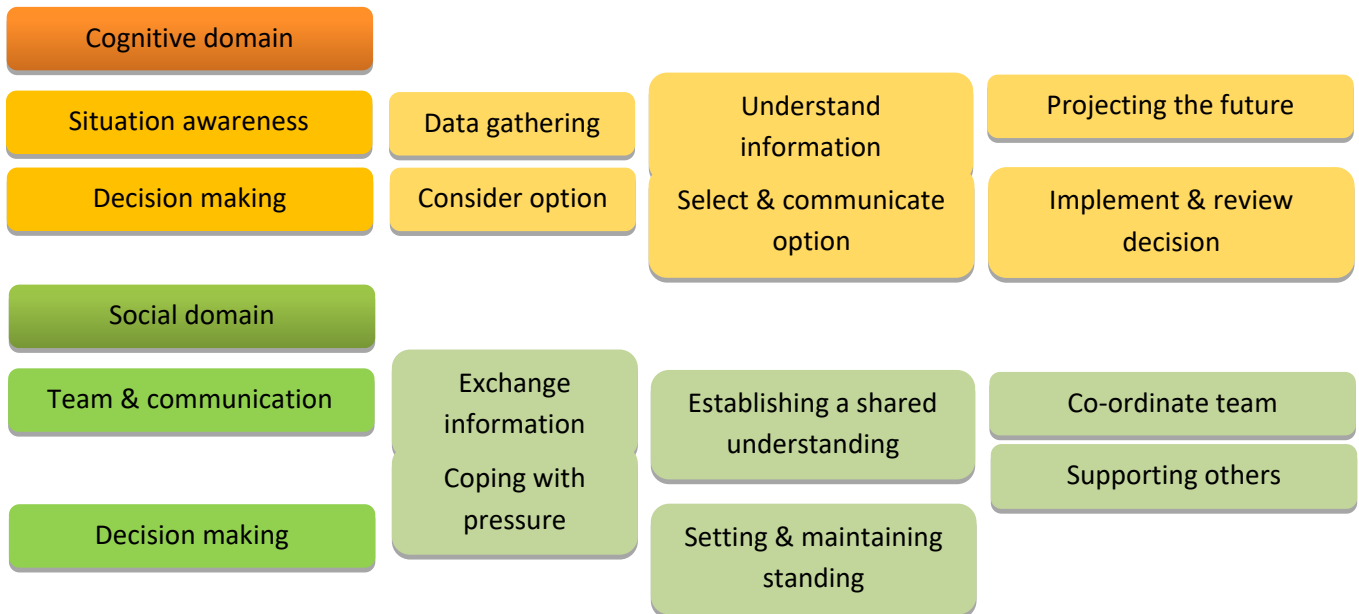 Cognitive domain
Situation awareness
Data gathering
Understand
information
Projecting the future
Decision making
Consider option
Select & communicate
option
Implement & review
decision
Social domain
Team & communication
Exchange
information
Establishing a shared
understanding
Co-ordinate team
Decision making
Coping with
pressure
Setting & maintaining
standing
Supporting others